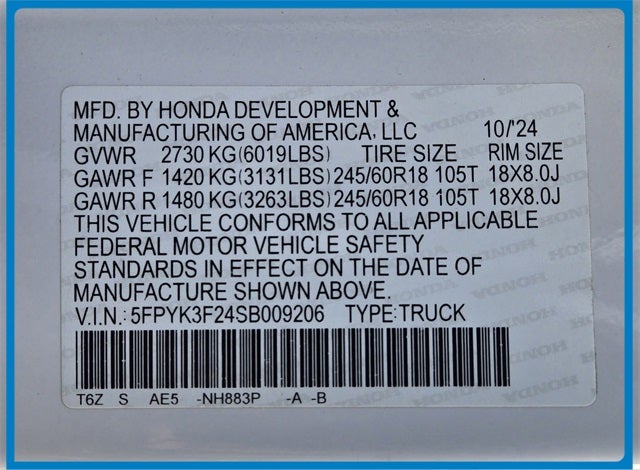 MFD. BY HONDA DEVELOPMENT &
MANUFACTURING OF AMERICA, LLC 10/'24
GVWR 2730 KG(6019LBS) TIRE SIZE RIM SIZE
GAWR F 1420 KG(3131LBS) 245/60R18 105T 18X8.0J
GAWR R 1480 KG(3263LBS) 245/60R18 105T 18X8.0J
THIS VEHICLE CONFORMS TO ALL APPLICABLE
FEDERAL MOTOR VEHICLE SAFETY
STANDARDS IN EFFECT ON THE DATE OF
MANUFACTURE SHOWN ABOVE.
V.I.N.: 5FPYK3F24SB009206 TYPE: TRUCK
T6Z S AE5 -NH883P -A -B